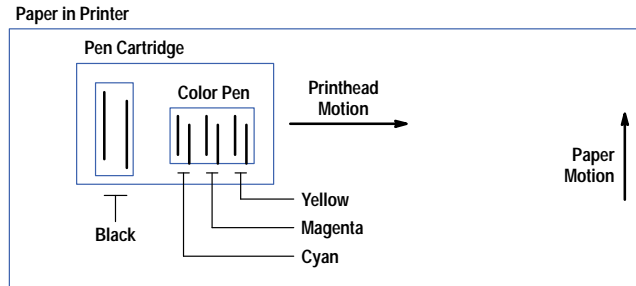 Paper in Printer
Pen Cartridge
Color Pen
Printhead
Motion
Paper
Motion
Yellow
Magenta
Cyan
Black